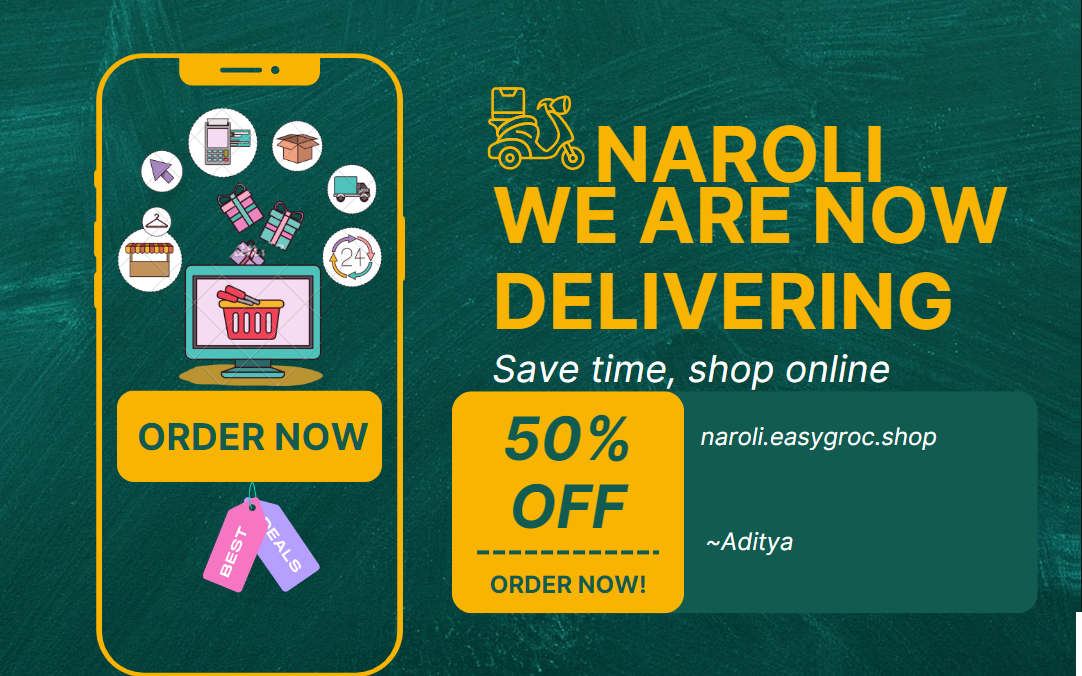 24
ORDER NOW
BEST
DEALS
NAROLI
WE ARE NOW
DELIVERING
Save time, shop online
50%
OFF
ORDER NOW!
naroli.easygroc.shop
~Aditya